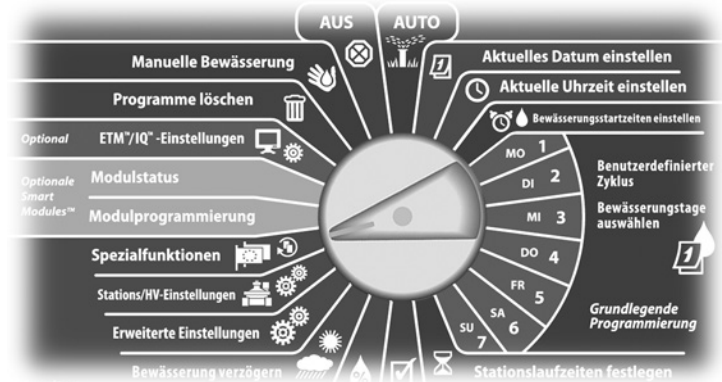 AUS
AUTO
Manuelle Bewässerung
Programme löschen
Optional
ETM™/IQ™ -Einstellungen
Optionale
Smart
Modules™
Modulstatus
Modulprogrammierung
Spezialfunktionen
Stations/HV-Einstellungen
Erweiterte Einstellungen
Bewässerung verzögern
%
Aktuelles Datum einstellen
1
Aktuelle Uhrzeit einstellen
Bewässerungsstartzeiten einstellen
MO 1
DI 2
MI 3
DO 4
FR 5
SA 6
SU 7
Benutzerdefinierter
Zyklus
Bewässerungstage
auswählen
1
Grundlegende
Programmierung
Stationslaufzeiten festlegen